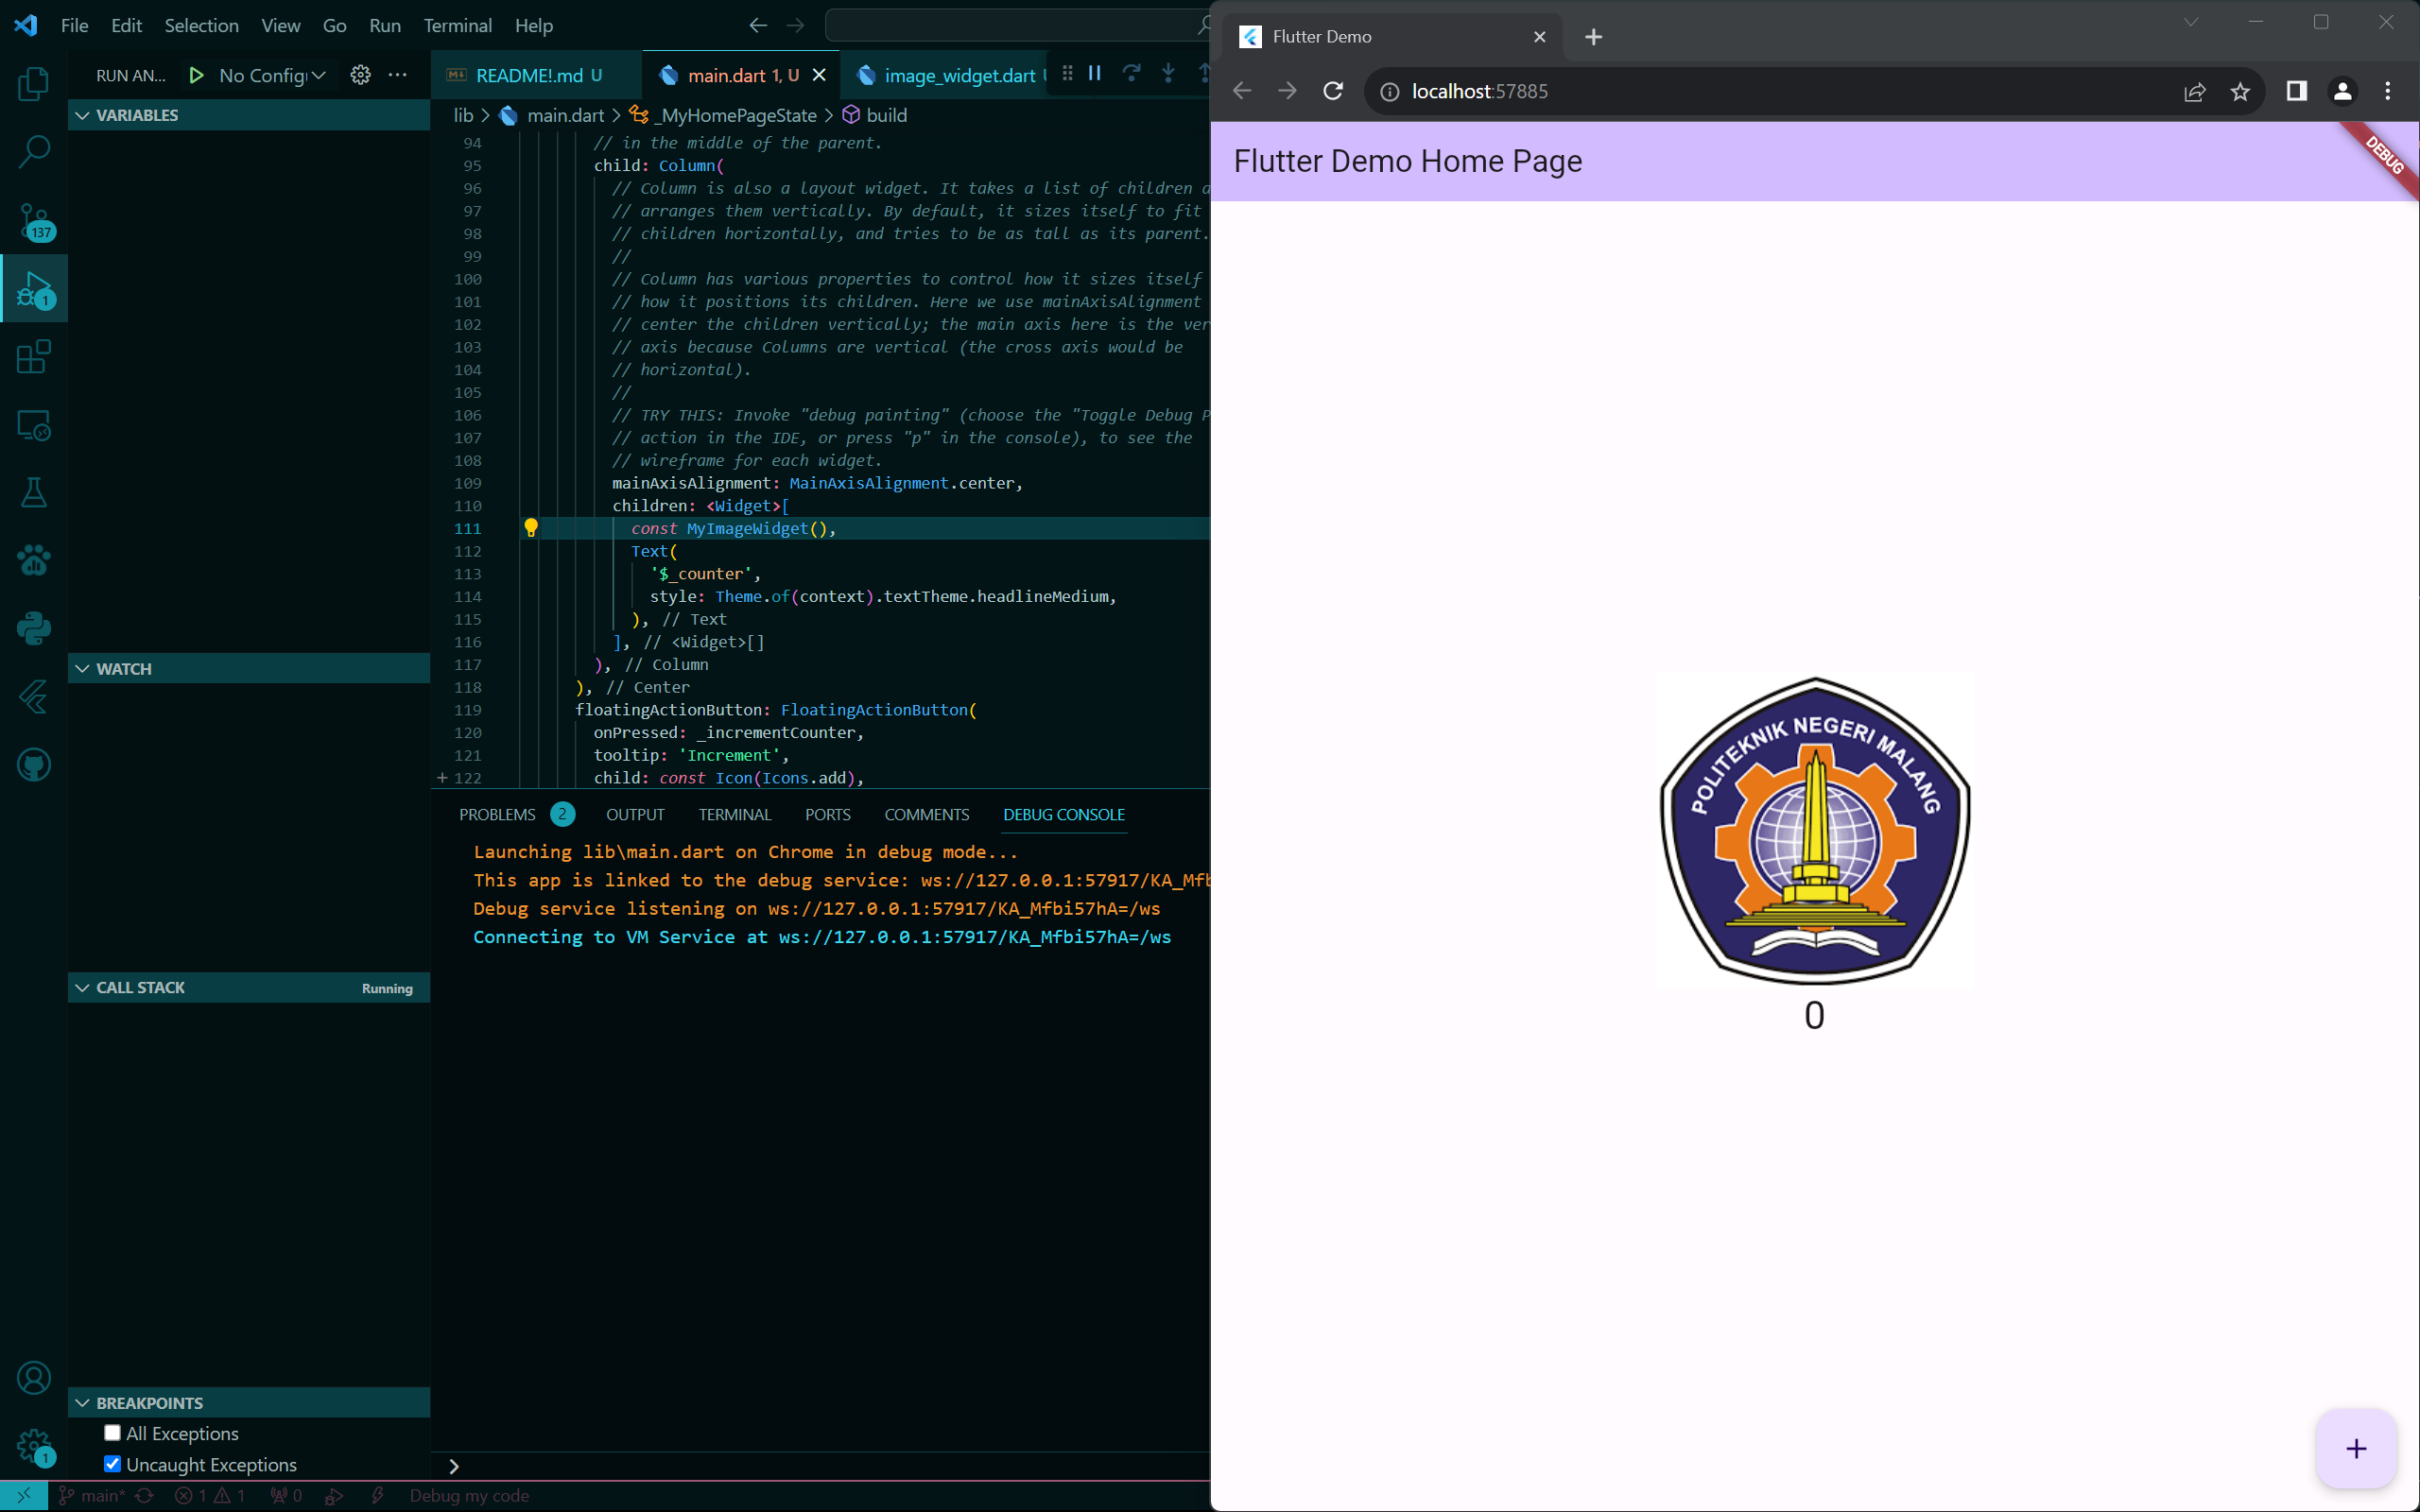 File Edit Selection View Go Run Terminal Help
RUN AN... No Config
README!.md U main.dart 1, U image_widget.dart
VARIABLES
WATCH
CALL STACK Running
BREAKPOINTS
All Exceptions
Uncaught Exceptions
137
1
1
lib > main.dart > _MyHomePageState > build
94 // in the middle of the parent.
95 child: Column(
96 // Column is also a layout widget. It takes a list of children a
97 // arranges them vertically. By default, it sizes itself to fit
98 // children horizontally, and tries to be as tall as its parent.
99 //
100 // Column has various properties to control how it sizes itself
101 // how it positions its children. Here we use mainAxisAlignment
102 // center the children vertically; the main axis here is the ver
103 // axis because Columns are vertical (the cross axis would be
104 // horizontal).
105 //
106 // TRY THIS: Invoke "debug painting" (choose the "Toggle Debug P
107 // action in the IDE, or press "p" in the console), to see the
108 // wireframe for each widget.
109 mainAxisAlignment: MainAxisAlignment.center,
110 children: <Widget>[
111 const MyImageWidget(),
112 Text(
113 '$_counter',
114 style: Theme.of(context).textTheme.headlineMedium,
115 ), // Text
116 ], // <Widget>[]
117 ), // Column
118 ), // Center
119 floatingActionButton: FloatingActionButton(
120 onPressed: _incrementCounter,
121 tooltip: 'Increment',
122 child: const Icon(Icons.add),
PROBLEMS 2 OUTPUT TERMINAL PORTS COMMENTS DEBUG CONSOLE
Launching lib\main.dart on Chrome in debug mode...
This app is linked to the debug service: ws://127.0.0.1:57917/KA_Mfb
Debug service listening on ws://127.0.0.1:57917/KA_Mfbi57hA=/ws
Connecting to VM Service at ws://127.0.0.1:57917/KA_Mfbi57hA=/ws
main* 1 1 0 Debug my code
Flutter Demo
localhost:57885
Flutter Demo Home Page
DEBUG
POLITEKNIK NEGERI MALANG
0
+